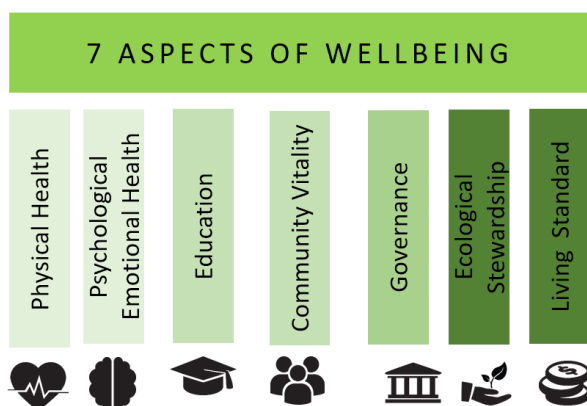 7 ASPECTS OF WELLBEING
Physical Health
Psychological
Emotional Health
Education
Community Vitality
Governance
Ecological
Stewardship
Living Standard